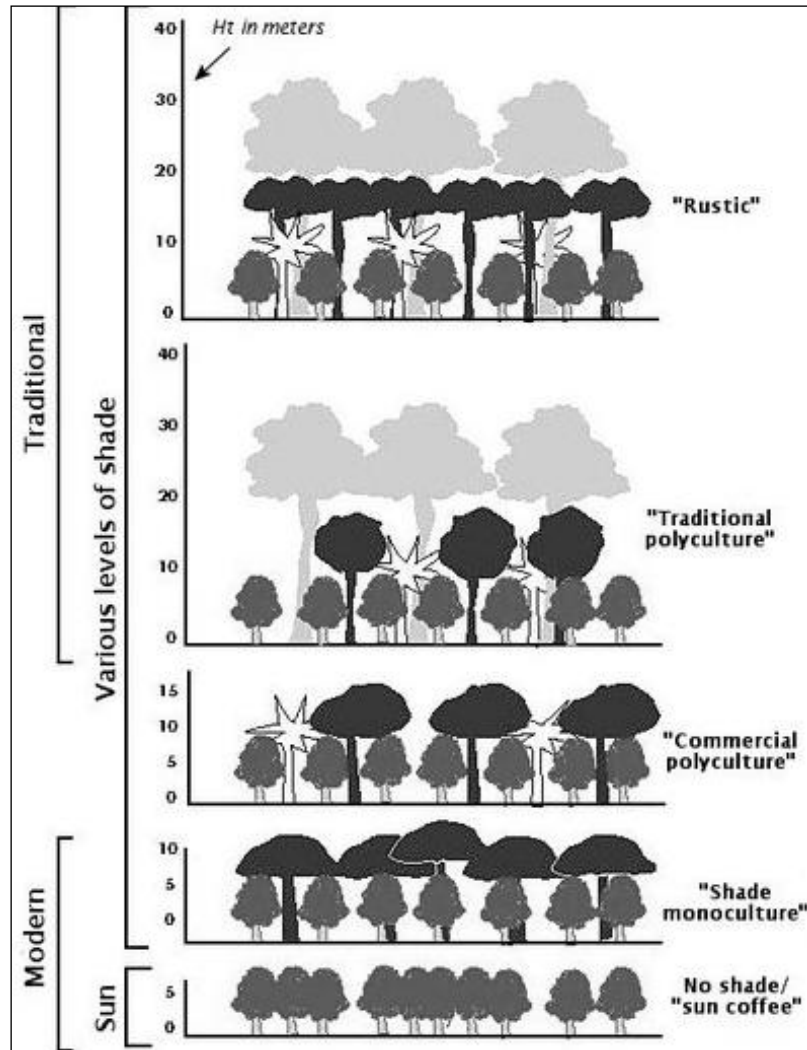 Ht in meters
40
30
20
10
0
"Rustic"
40
30
20
10
0
"Traditional
polyculture"
15
10
5
0
"Commercial
polyculture"
10
5
0
"Shade
monoculture"
5
0
No shade/
"sun coffee"
Traditional
Various levels of shade
Modern
Sun